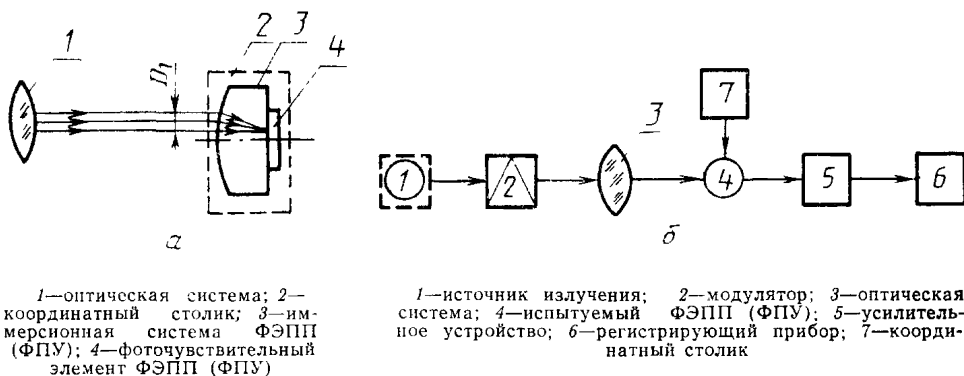 1
2
3
4
D₁
а
1
2
3
4
5
6
7
б
1—оптическая система; 2—
координатный столик; 3—им-
мерсионная система ФЭПП
(ФПУ); 4—фоточувствительный
элемент ФЭПП (ФПУ)
1—источник излучения; 2—модулятор; 3—оптическая
система; 4—испытуемый ФЭПП (ФПУ); 5—усилитель-
ное устройство; 6—регистрирующий прибор; 7—коорди-
натный столик